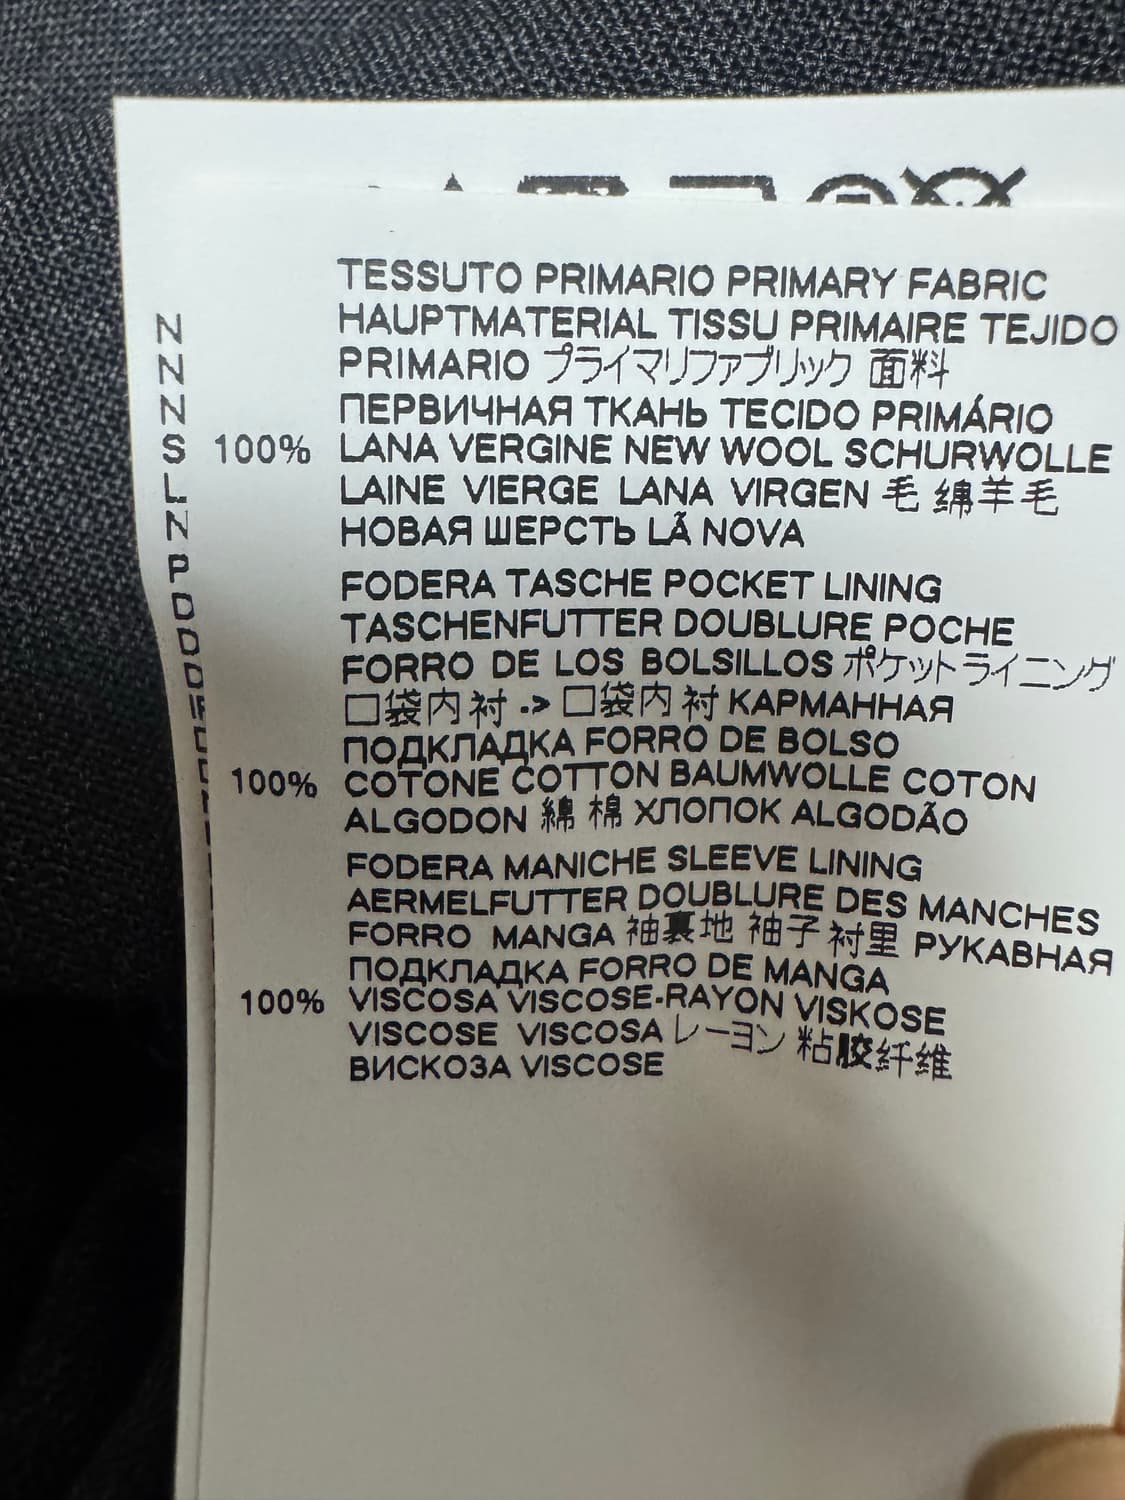 TESSUTO PRIMARIO PRIMARY FABRIC
HAUPTMATERIAL TISSU PRIMAIRE TEJIDO
PRIMARIO プライマリファブリック 面料
ПЕРВИЧНАЯ ТКАНЬ TECIDO PRIMÁRIO
100% LANA VERGINE NEW WOOL SCHURWOLLE
LAINE VIERGE LANA VIRGEN 毛 绵羊毛
НОВАЯ ШЕРСТЬ LÃ NOVA
FODERA TASCHE POCKET LINING
TASCHENFUTTER DOUBLURE POCHE
FORRO DE LOS BOLSILLOS ポケットライニング
口袋内衬 -> 口袋内衬 КАРМАННАЯ
ПОДКЛАДКА FORRO DE BOLSO
100% COTONE COTTON BAUMWOLLE COTON
ALGODON 綿 棉 ХЛОПОК ALGODÃO
FODERA MANICHE SLEEVE LINING
AERMELFUTTER DOUBLURE DES MANCHES
FORRO MANGA 袖裏地 袖子衬里 РУКАВНАЯ
ПОДКЛАДКА FORRO DE MANGA
100% VISCOSA VISCOSE-RAYON VISKOSE
VISCOSE VISCOSA レーヨン 粘胶纤维
ВИСКОЗА VISCOSE
N
N
N
S
L
N
P
D
D
D